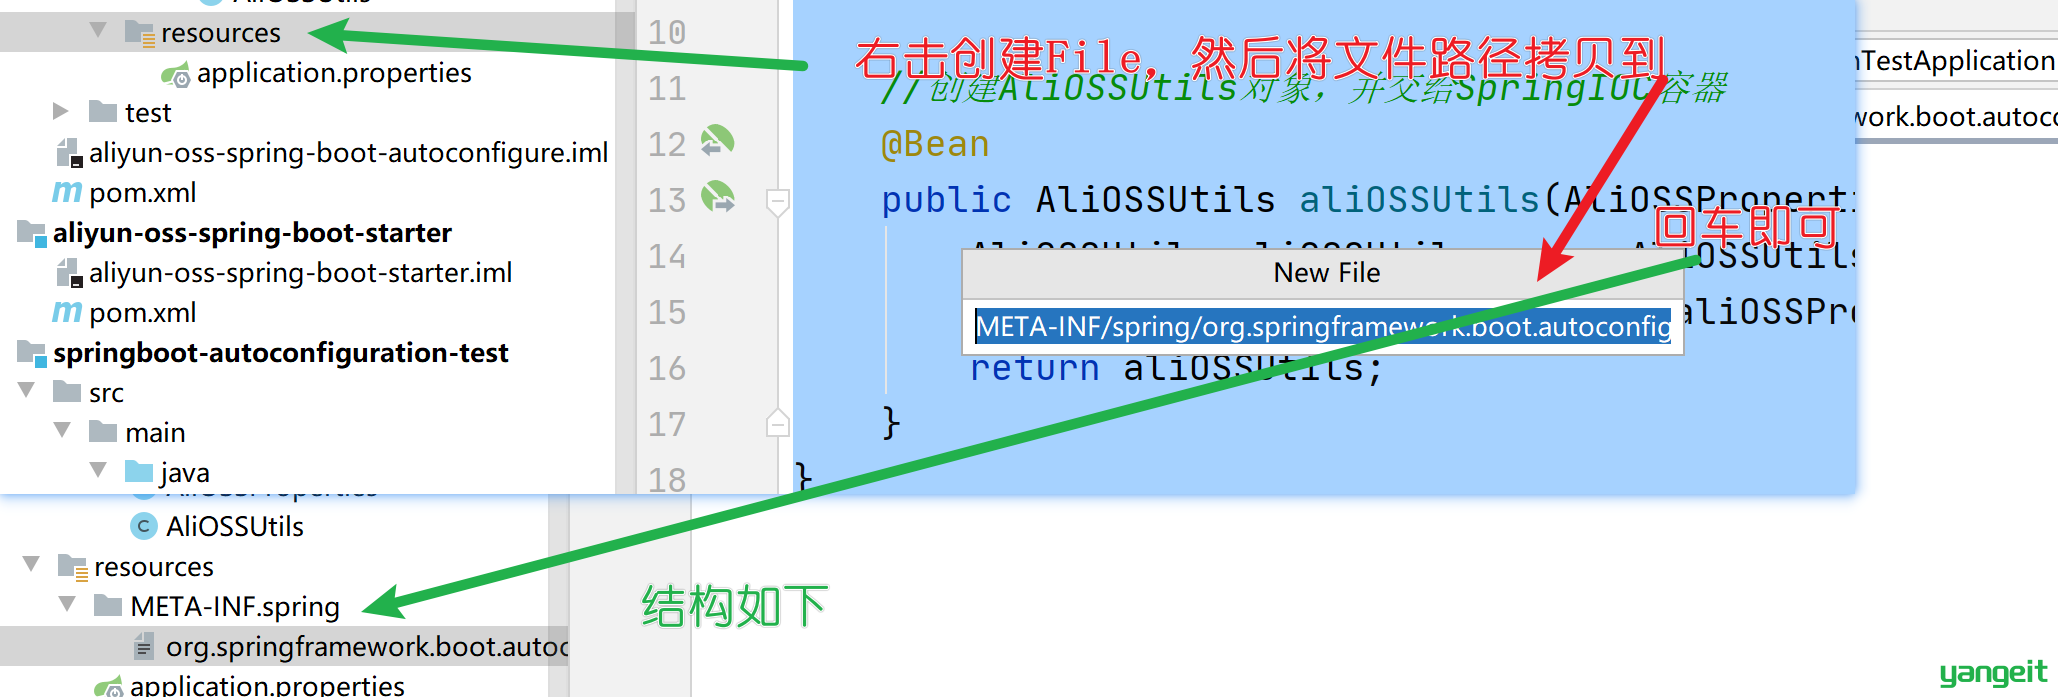 resources
application.properties
test
aliyun-oss-spring-boot-autoconfigure.iml
pom.xml
aliyun-oss-spring-boot-starter
aliyun-oss-spring-boot-starter.iml
pom.xml
springboot-autoconfiguration-test
src
main
java
AliOSSUtils
resources
META-INF.spring
org.springframework.boot.autoc
application.properties
10
11
12
13
14
15
16
17
18
右击创建File，然后将文件路径拷贝到
//创建AliOSSUtils对象，并交给SpringIOC容器
@Bean
public AliOSSUtils aliOSSUtils(AliOSSProperti
回车即可
New File
META-INF/spring/org.springframework.boot.autoconfig
return aliOSSUtils;
}
}
结构如下
TestApplication
work.boot.autoco
yangeit